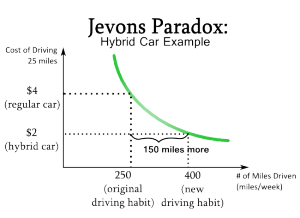 Jevons Paradox:
Hybrid Car Example
Cost of Driving
25 miles
$4
(regular car)
$2
(hybrid car)
150 miles more
250
(original
driving habit)
400
(new
driving habit)
# of Miles Driven
(miles/week)